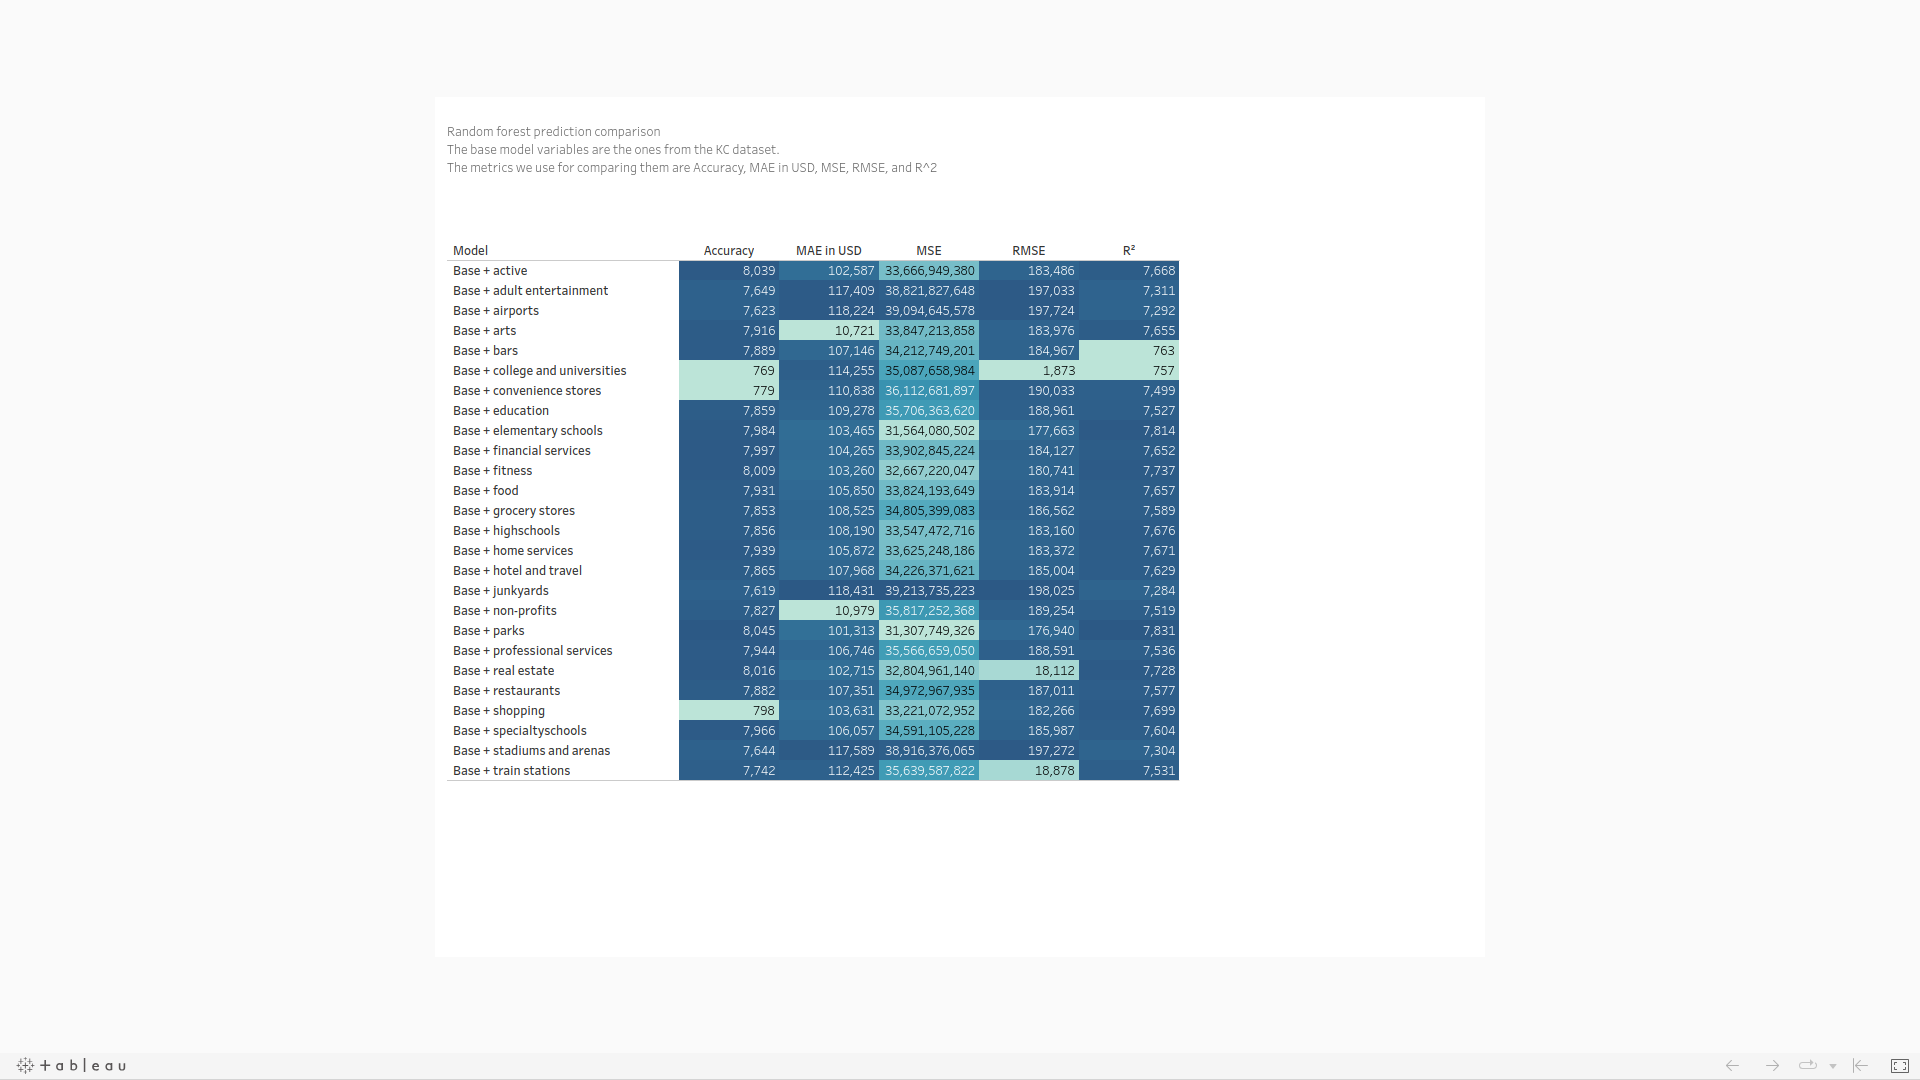 Random forest prediction comparison
The base model variables are the ones from the KC dataset.
The metrics we use for comparing them are Accuracy, MAE in USD, MSE, RMSE, and R^2
Model Accuracy MAE in USD MSE RMSE R²
Base + active 8,039 102,587 33,666,949,380 183,486 7,668
Base + adult entertainment 7,649 117,409 38,821,827,648 197,033 7,311
Base + airports 7,623 118,224 39,094,645,578 197,724 7,292
Base + arts 7,916 10,721 33,847,213,858 183,976 7,655
Base + bars 7,889 107,146 34,212,749,201 184,967 763
Base + college and universities 769 114,255 35,087,658,984 1,873 757
Base + convenience stores 779 110,838 36,112,681,897 190,033 7,499
Base + education 7,859 109,278 35,706,363,620 188,961 7,527
Base + elementary schools 7,984 103,465 31,564,080,502 177,663 7,814
Base + financial services 7,997 104,265 33,902,845,224 184,127 7,652
Base + fitness 8,009 103,260 32,667,220,047 180,741 7,737
Base + food 7,931 105,850 33,824,193,649 183,914 7,657
Base + grocery stores 7,853 108,525 34,805,399,083 186,562 7,589
Base + highschools 7,856 108,190 33,547,472,716 183,160 7,676
Base + home services 7,939 105,872 33,625,248,186 183,372 7,671
Base + hotel and travel 7,865 107,968 34,226,371,621 185,004 7,629
Base + junkyards 7,619 118,431 39,213,735,223 198,025 7,284
Base + non-profits 7,827 10,979 35,817,252,368 189,254 7,519
Base + parks 8,045 101,313 31,307,749,326 176,940 7,831
Base + professional services 7,944 106,746 35,566,659,050 188,591 7,536
Base + real estate 8,016 102,715 32,804,961,140 18,112 7,728
Base + restaurants 7,882 107,351 34,972,967,935 187,011 7,577
Base + shopping 798 103,631 33,221,072,952 182,266 7,699
Base + specialtyschools 7,966 106,057 34,591,105,228 185,987 7,604
Base + stadiums and arenas 7,644 117,589 38,916,376,065 197,272 7,304
Base + train stations 7,742 112,425 35,639,587,822 18,878 7,531
+ableau